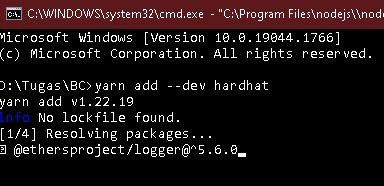 C:\WINDOWS\system32\cmd.exe - "C:\Program Files\nodejs\\nod
Microsoft Windows [Version 10.0.19044.1766]
(c) Microsoft Corporation. All rights reserved.
D:\Tugas\BC>yarn add --dev hardhat
yarn add v1.22.19
info No lockfile found.
[1/4] Resolving packages...
@ethersproject/logger@^5.6.0